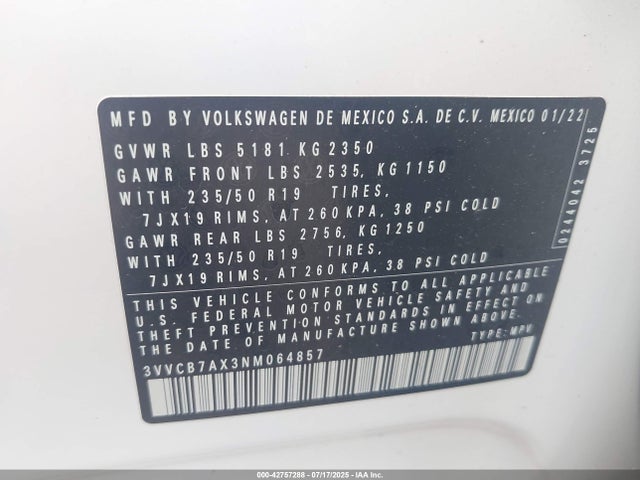 MFD BY VOLKSWAGEN DE MEXICO S.A. DE C.V. MEXICO 01/22
GVWR LBS 5181 KG 2350
GAWR FRONT LBS 2535, KG 1150
WITH 235/50 R19 TIRES,
7JX19 RIMS, AT 260 KPA, 38 PSI COLD
GAWR REAR LBS 2756, KG 1250
WITH 235/50 R19 TIRES,
7JX19 RIMS, AT 260 KPA, 38 PSI COLD
THIS VEHICLE CONFORMS TO ALL APPLICABLE
U.S. FEDERAL MOTOR VEHICLE SAFETY AND
THEFT PREVENTION STANDARDS IN EFFECT ON
THE DATE OF MANUFACTURE SHOWN ABOVE.
3VVCB7AX3NM064857 TYPE: MPV
0244042 3725
000-42757288 - 07/17/2025 - IAA, Inc.